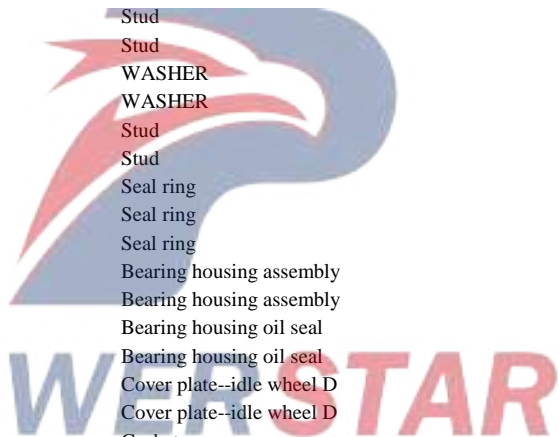 Stud
Stud
WASHER
WASHER
Stud
Stud
Seal ring
Seal ring
Seal ring
Bearing housing assembly
Bearing housing assembly
Bearing housing oil seal
Bearing housing oil seal
Cover plate--idle wheel D
Cover plate--idle wheel D
WERSTAR